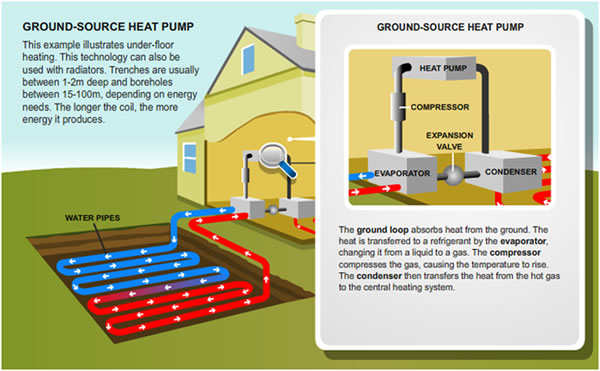 GROUND-SOURCE HEAT PUMP
This example illustrates under-floor
heating. This technology can also be
used with radiators. Trenches are usually
between 1-2m deep and boreholes
between 15-100m, depending on energy
needs. The longer the coil, the more
energy it produces.
WATER PIPES
GROUND-SOURCE HEAT PUMP
HEAT PUMP
COMPRESSOR
EXPANSION
VALVE
EVAPORATOR
CONDENSER
The ground loop absorbs heat from the ground. The
heat is transferred to a refrigerant by the evaporator,
changing it from a liquid to a gas. The compressor
compresses the gas, causing the temperature to rise.
The condenser then transfers the heat from the hot gas
to the central heating system.